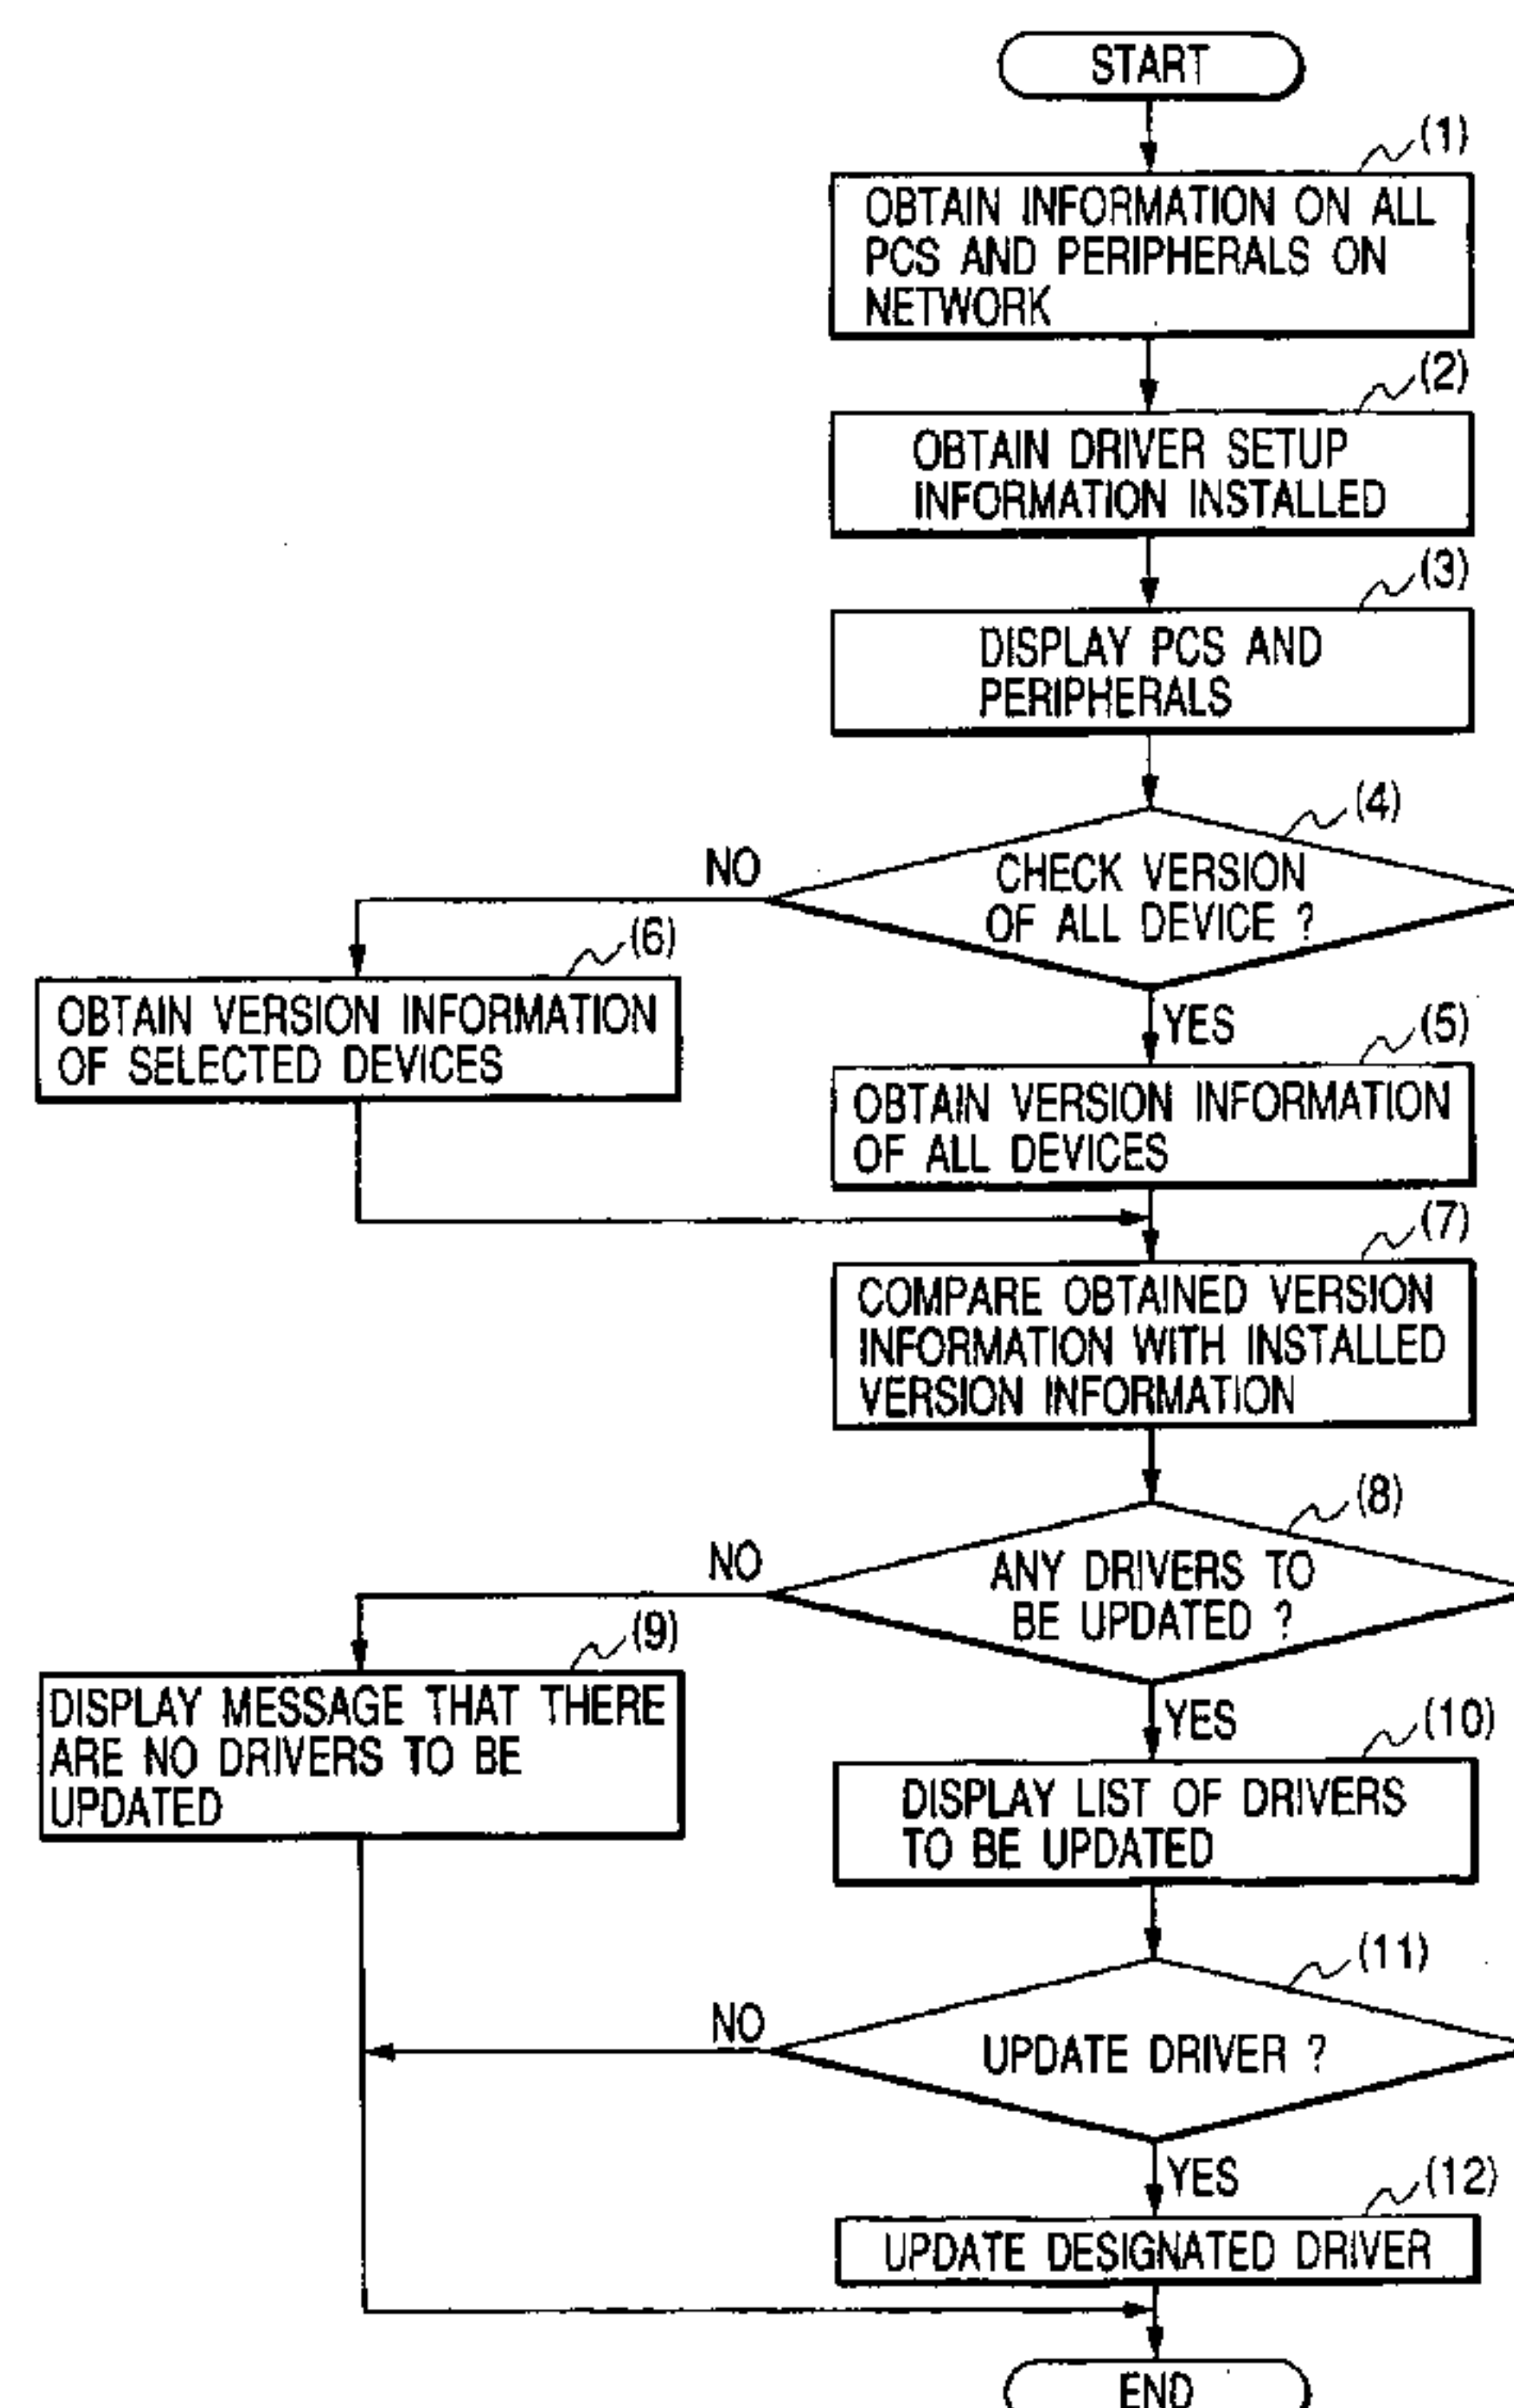 START
(1)
OBTAIN INFORMATION ON ALL
PCS AND PERIPHERALS ON
NETWORK
(2)
OBTAIN DRIVER SETUP
INFORMATION INSTALLED
(3)
DISPLAY PCS AND
PERIPHERALS
(4)
CHECK VERSION
OF ALL DEVICE ?
NO
(6)
OBTAIN VERSION INFORMATION
OF SELECTED DEVICES
YES
(5)
OBTAIN VERSION INFORMATION
OF ALL DEVICES
(7)
COMPARE OBTAINED VERSION
INFORMATION WITH INSTALLED
VERSION INFORMATION
(8)
ANY DRIVERS TO
BE UPDATED ?
NO
(9)
DISPLAY MESSAGE THAT THERE
ARE NO DRIVERS TO BE
UPDATED
YES
(10)
DISPLAY LIST OF DRIVERS
TO BE UPDATED
(11)
UPDATE DRIVER ?
NO
YES
(12)
UPDATE DESIGNATED DRIVER
END